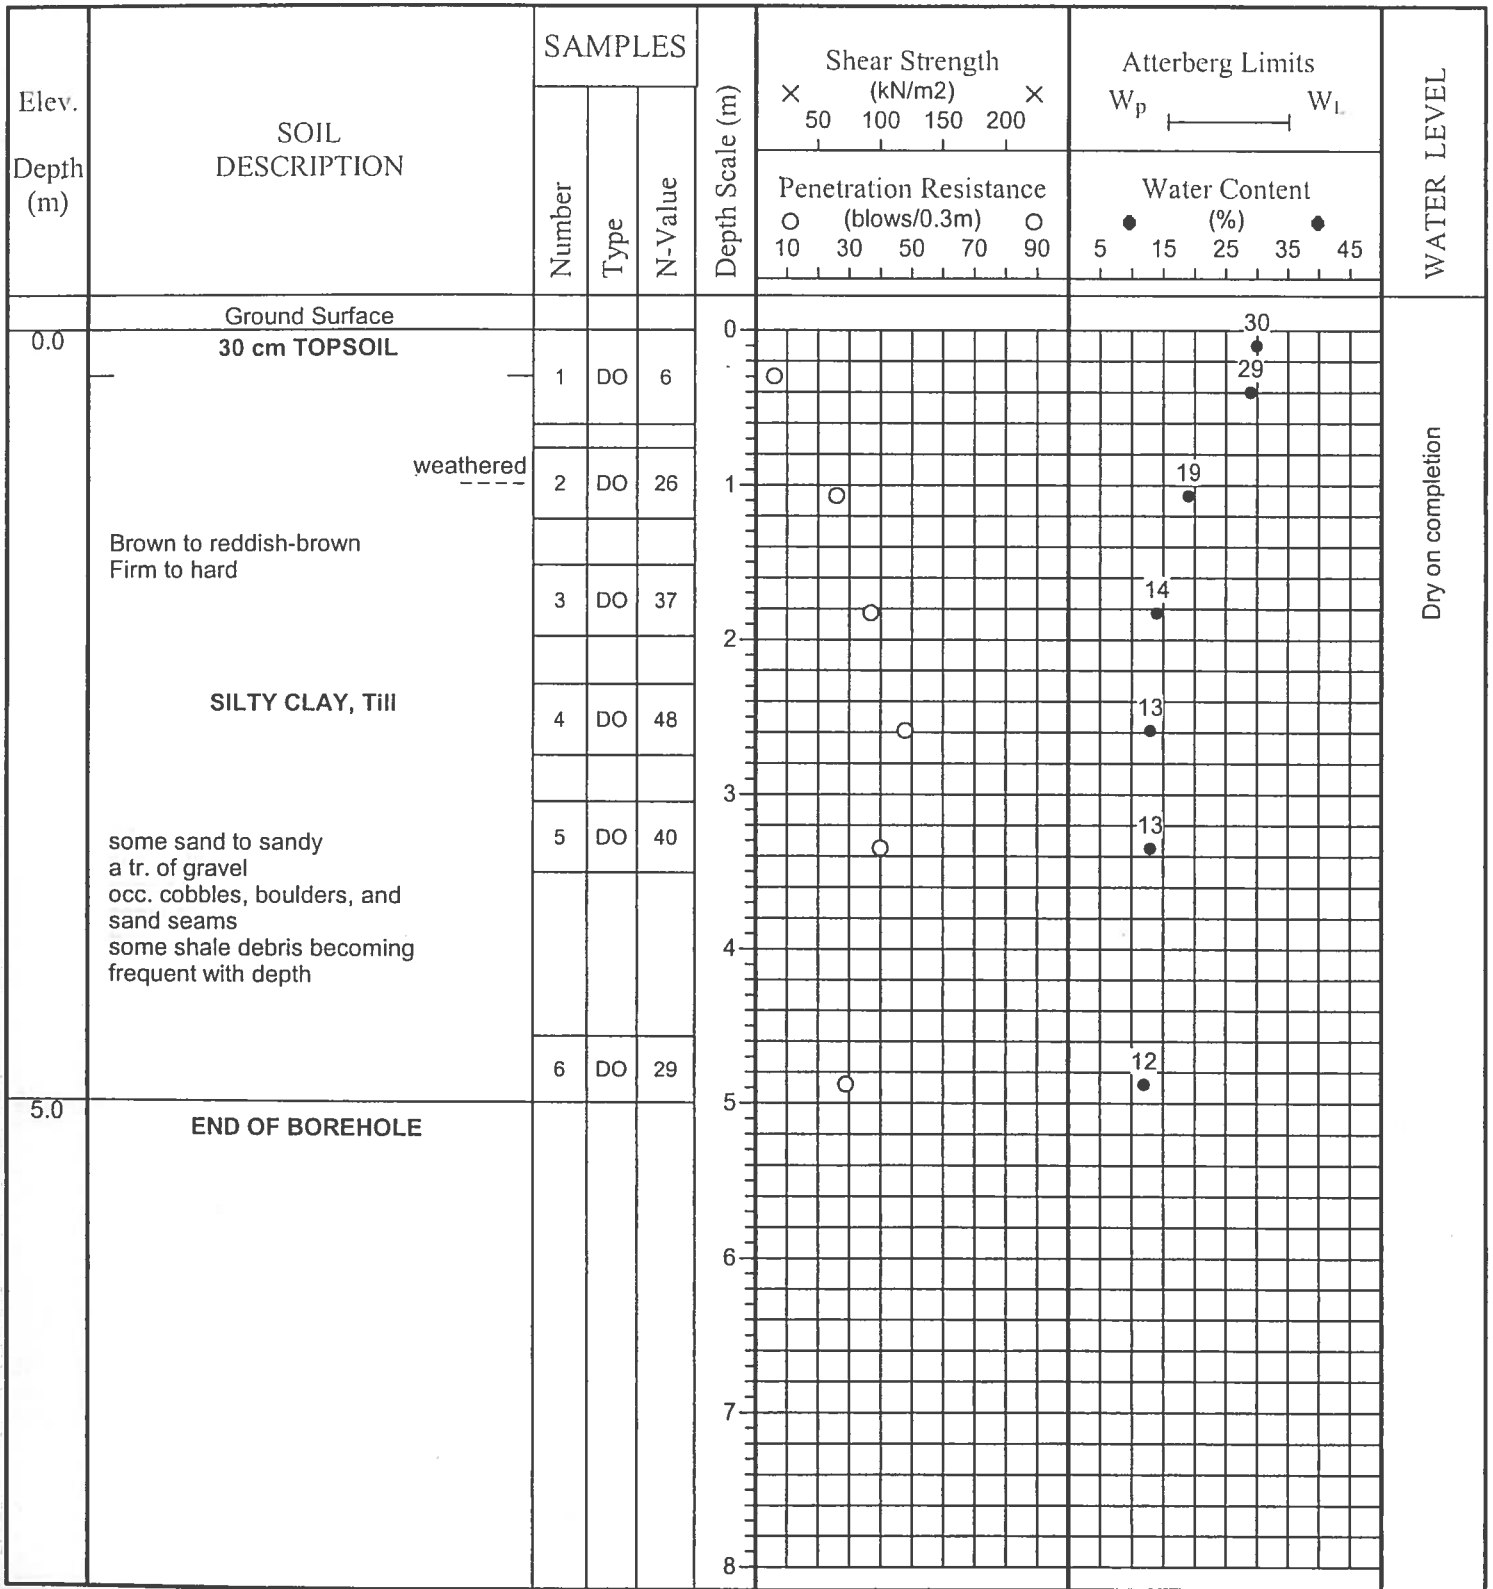 Elev.
Depth
(m)
SOIL
DESCRIPTION
SAMPLES
Number
Type
N-Value
Depth Scale (m)
Shear Strength
× (kN/m2) ×
50 100 150 200
Penetration Resistance
(blows/0.3m)
10 30 50 70 90
Atterberg Limits
Wp WL
Water Content
(%)
5 15 25 35 45
WATER LEVEL
Ground Surface
0.0
30 cm TOPSOIL
1 DO 6
0
30
29
weathered
2 DO 26
1
19
Brown to reddish-brown
Firm to hard
3 DO 37
14
2
SILTY CLAY, Till
4 DO 48
13
3
some sand to sandy
a tr. of gravel
occ. cobbles, boulders, and
sand seams
some shale debris becoming
frequent with depth
5 DO 40
13
4
6 DO 29
12
5.0
5
END OF BOREHOLE
6
7
8
Dry on completion